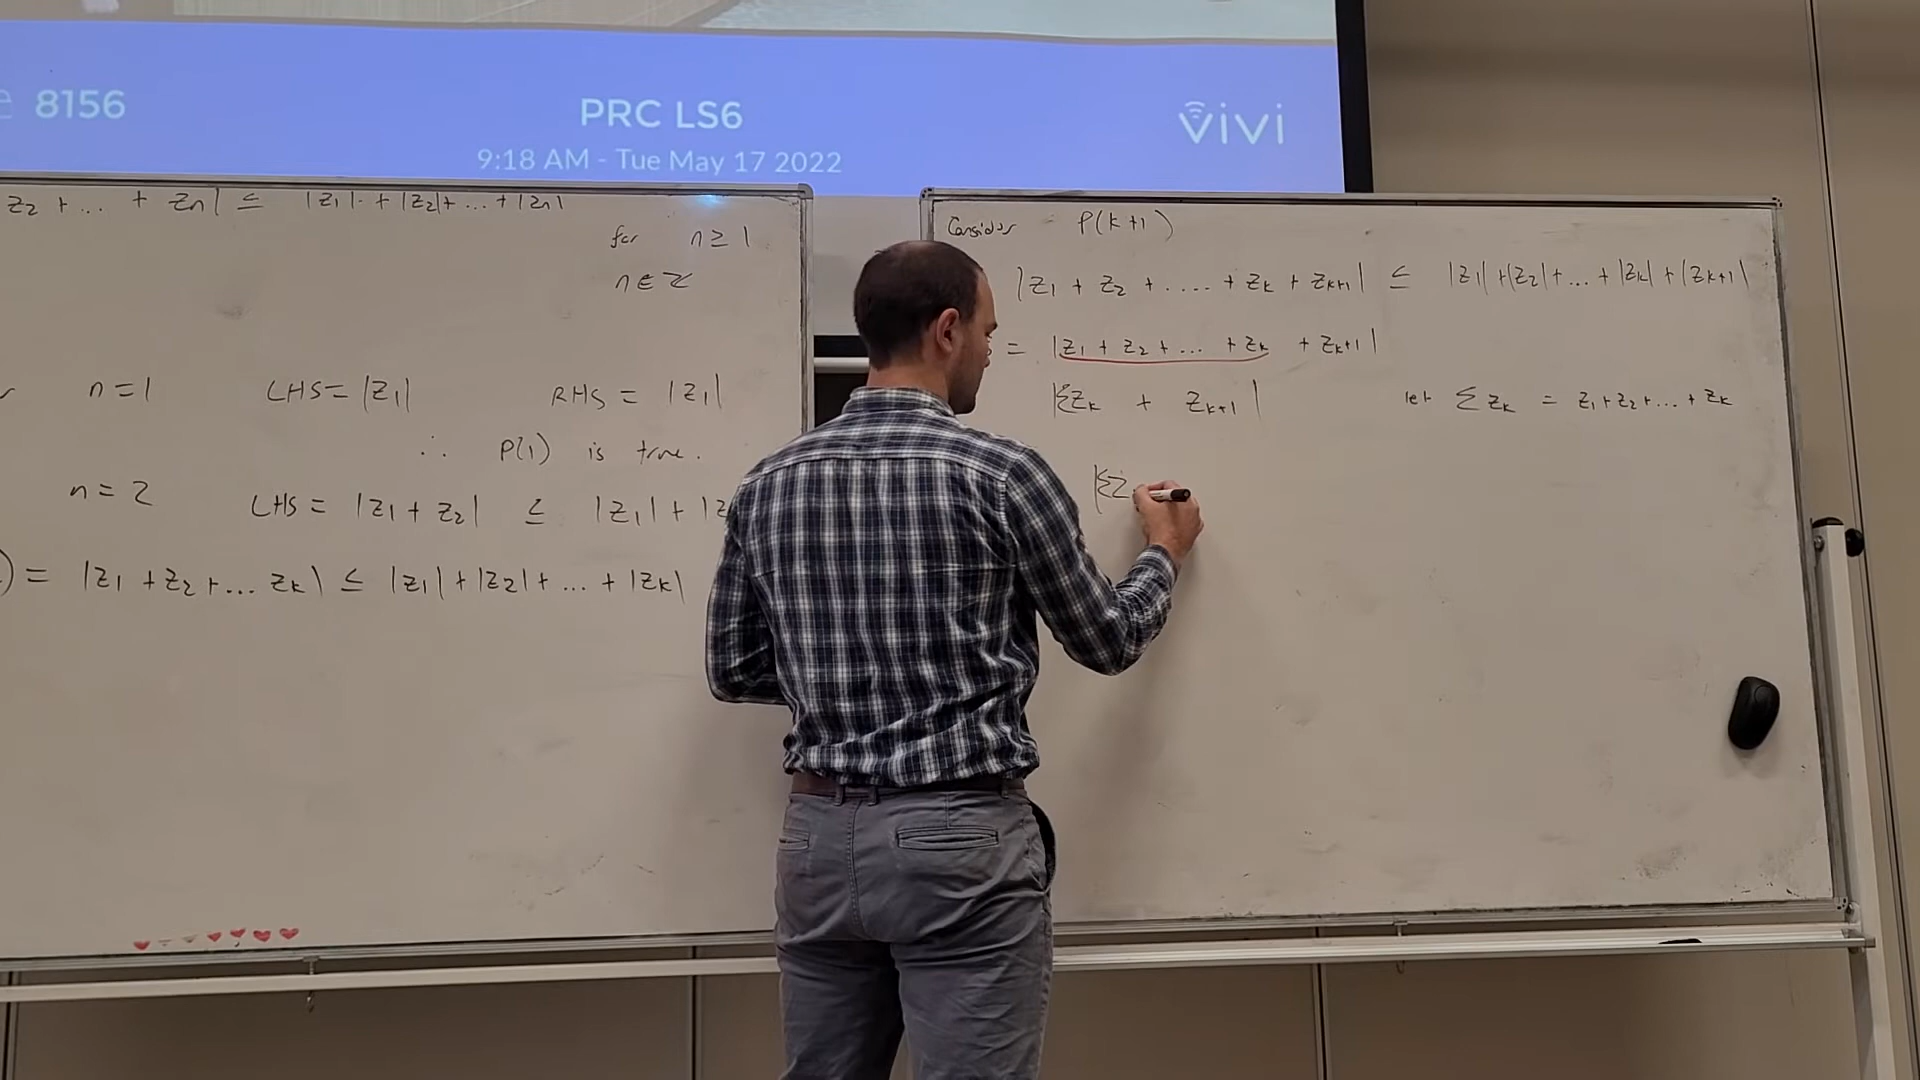 8156
PRC LS6
9:18 AM - Tue May 17 2022
vivi
z₂ + ... + zn| ≤ |z₁| + |z₂| + ... + |zn|
for n ≥ 1
n ∈ Z
n = 1 LHS = |z₁| RHS = |z₁|
∴ P(1) is true.
n = 2 LHS = |z₁ + z₂| ≤ |z₁| + |z
) = |z₁ + z₂ + ... zk| ≤ |z₁| + |z₂| + ... + |zk|
Consider P(k+1)
|z₁ + z₂ + .... + zk + zk+1| ≤ |z₁| + |z₂| + ... + |zk| + |zk+1|
= |z₁ + z₂ + ... + zk + zk+1|
|Σzk + zk+1| let Σzk = z₁ + z₂ + ... + zk
|Σz